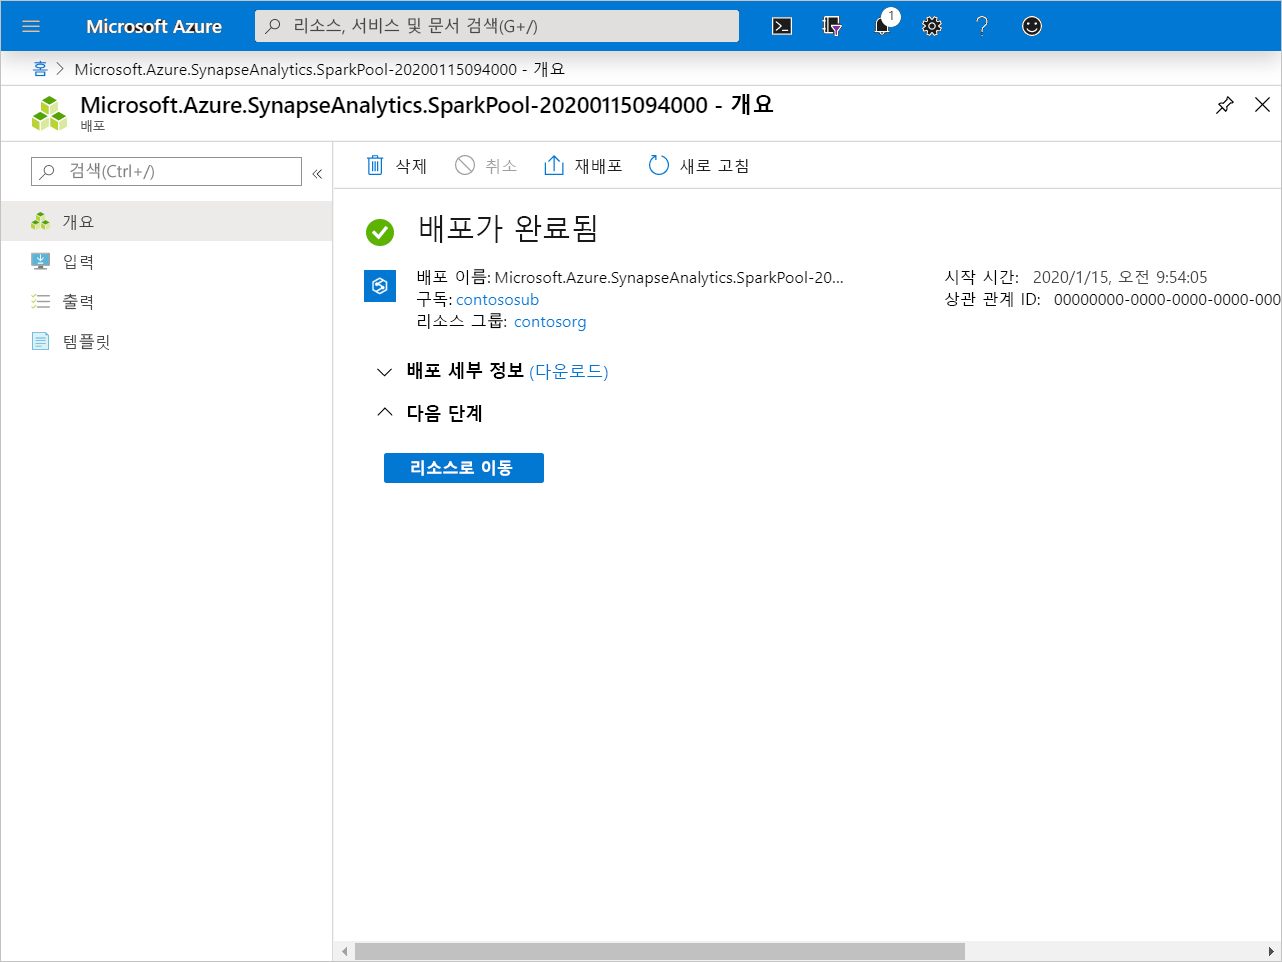 Microsoft Azure
리소스, 서비스 및 문서 검색(G+/)
1
홈 > Microsoft.Azure.SynapseAnalytics.SparkPool-20200115094000 - 개요
Microsoft.Azure.SynapseAnalytics.SparkPool-20200115094000 - 개요
배포
검색(Ctrl+/)
«
삭제 취소 재배포 새로 고침
개요
입력
출력
템플릿
배포가 완료됨
배포 이름: Microsoft.Azure.SynapseAnalytics.SparkPool-20...
구독: contososub
리소스 그룹: contosorg
시작 시간: 2020/1/15, 오전 9:54:05
상관 관계 ID: 00000000-0000-0000-0000-000
배포 세부 정보 (다운로드)
다음 단계
리소스로 이동